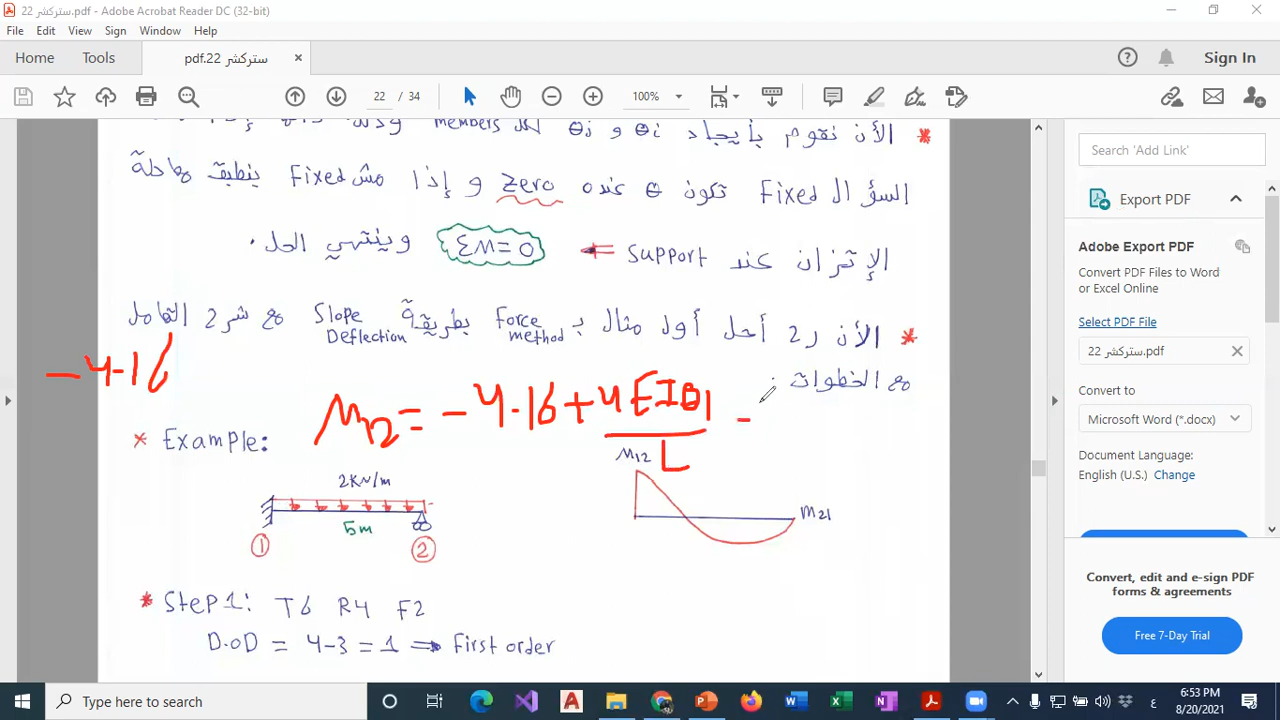 ستركشر 22.pdf - Adobe Acrobat Reader DC (32-bit)
File Edit View Sign Window Help
Home Tools ستركشر 22.pdf × Sign In
22 / 34 100%
* الأن نقوم بأيجاد θi و θj لكل members
السؤال Fixed تكون θ عنده Zero و إذا مش Fixed بنطبق معادلة
الإتزان عند support ⇐ ΣM=0 وينتهي الحل .
* الأن ر2 أحل أول مثال بـ Force method بطريقة Slope Deflection مع شرح التعامل
مع الخطوات :
-4.16
M12 = -4.16 + 4EIθ1 / L -
* Example:
M12
2KN/m
M21
5m
1 2
* Step1: T6 R4 F2
D.oD = 4-3 = 1 → First order
Search 'Add Link'
Export PDF
Adobe Export PDF
Convert PDF Files to Word
or Excel Online
Select PDF File
ستركشر 22.pdf ×
Convert to
Microsoft Word (*.docx)
Document Language:
English (U.S.) Change
Convert, edit and e-sign PDF
forms & agreements
Free 7-Day Trial
Type here to search
ع
6:53 PM
8/20/2021